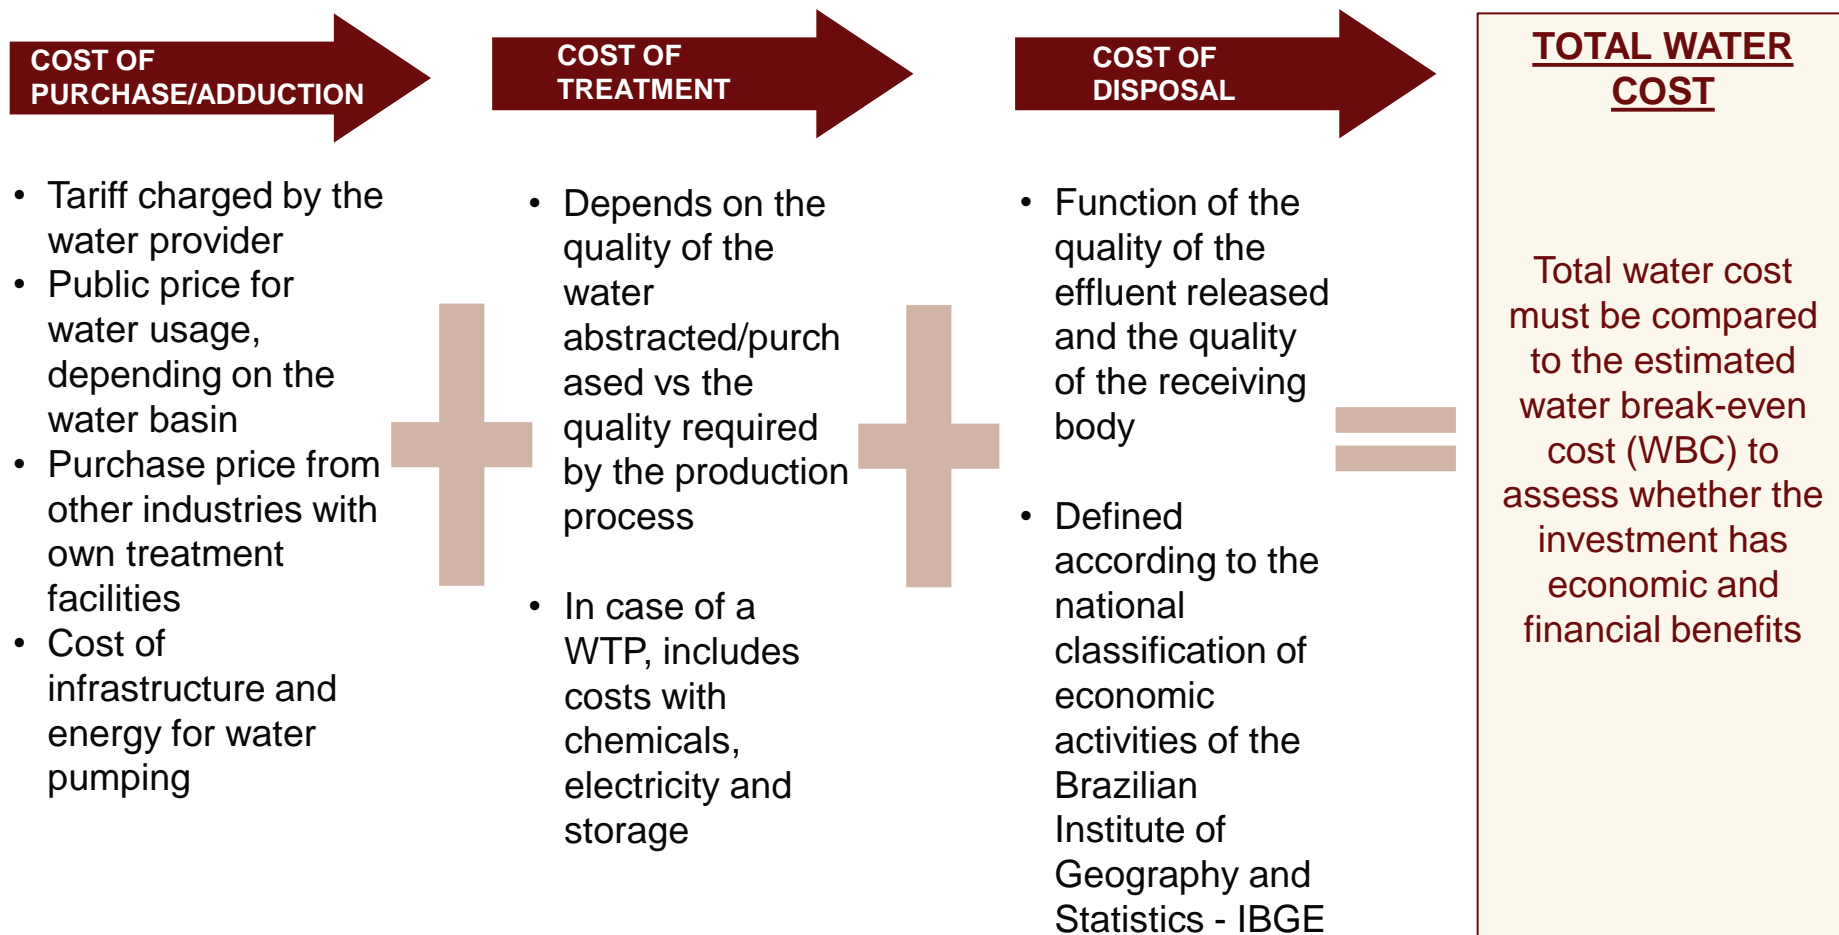 COST OF
PURCHASE/ADDUCTION
• Tariff charged by the
water provider
• Public price for
water usage,
depending on the
water basin
• Purchase price from
other industries with
own treatment
facilities
• Cost of
infrastructure and
energy for water
pumping
COST OF
TREATMENT
• Depends on the
quality of the
water
abstracted/purch
ased vs the
quality required
by the production
process
• In case of a
WTP, includes
costs with
chemicals,
electricity and
storage
COST OF
DISPOSAL
• Function of the
quality of the
effluent released
and the quality
of the receiving
body
• Defined
according to the
national
classification of
economic
activities of the
Brazilian
Institute of
Geography and
Statistics - IBGE
TOTAL WATER
COST
Total water cost
must be compared
to the estimated
water break-even
cost (WBC) to
assess whether the
investment has
economic and
financial benefits